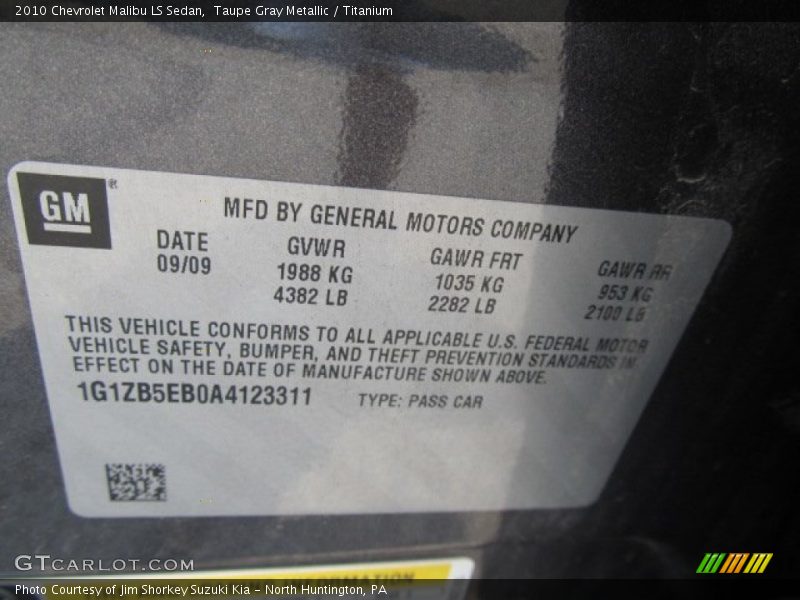 2010 Chevrolet Malibu LS Sedan,  Taupe Gray Metallic / Titanium
GM®
MFD BY GENERAL MOTORS COMPANY
DATE GVWR GAWR FRT GAWR RR
09/09 1988 KG 1035 KG 953 KG
4382 LB 2282 LB 2100 LB
THIS VEHICLE CONFORMS TO ALL APPLICABLE U.S. FEDERAL MOTOR
VEHICLE SAFETY, BUMPER, AND THEFT PREVENTION STANDARDS IN
EFFECT ON THE DATE OF MANUFACTURE SHOWN ABOVE.
1G1ZB5EB0A4123311 TYPE: PASS CAR
GTCARLOT.COM
INFORMATION
Photo Courtesy of Jim Shorkey Suzuki Kia - North Huntington, PA